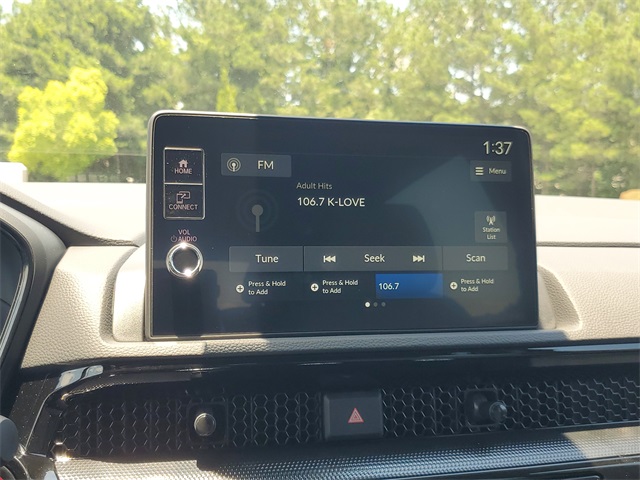 1:37
HOME
FM
Menu
Adult Hits
106.7 K-LOVE
CONNECT
VOL
AUDIO
Station
List
Tune
Seek
Scan
Press & Hold
to Add
Press & Hold
to Add
106.7
Press & Hold
to Add